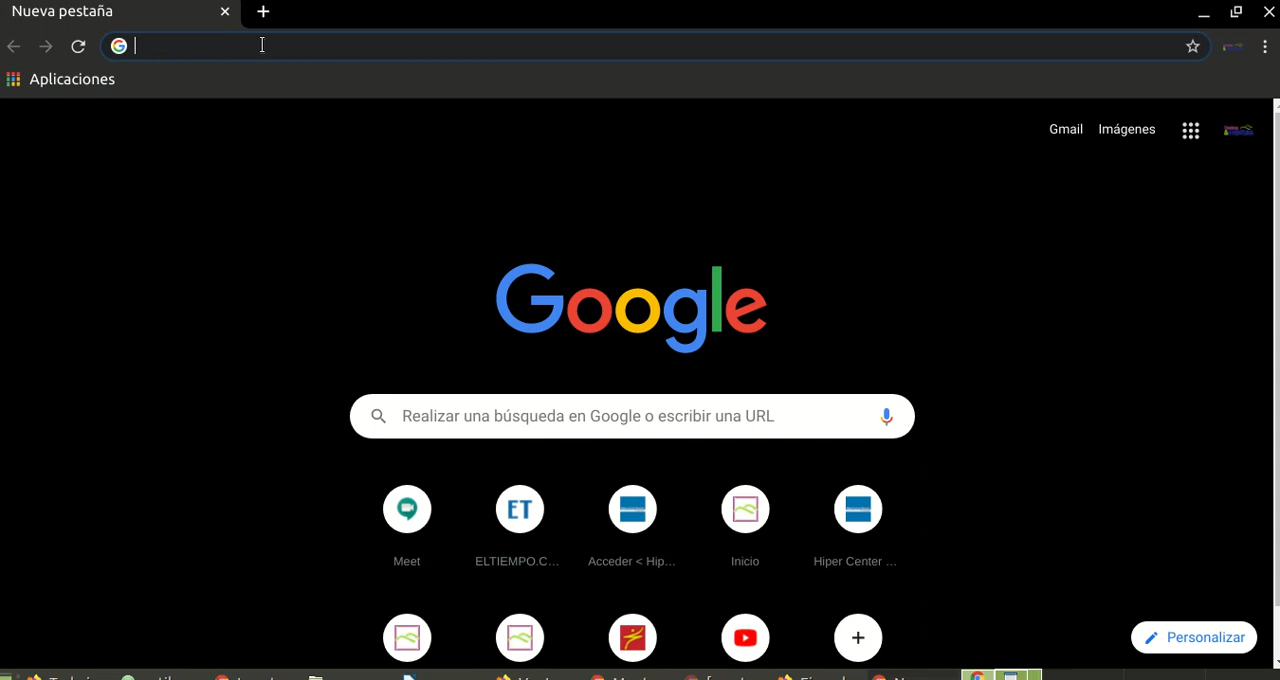 Nueva pestaña
Aplicaciones
Gmail Imágenes
Google
Realizar una búsqueda en Google o escribir una URL
ET
Meet ELTIEMPO.C... Acceder < Hip... Inicio Hiper Center ...
Personalizar